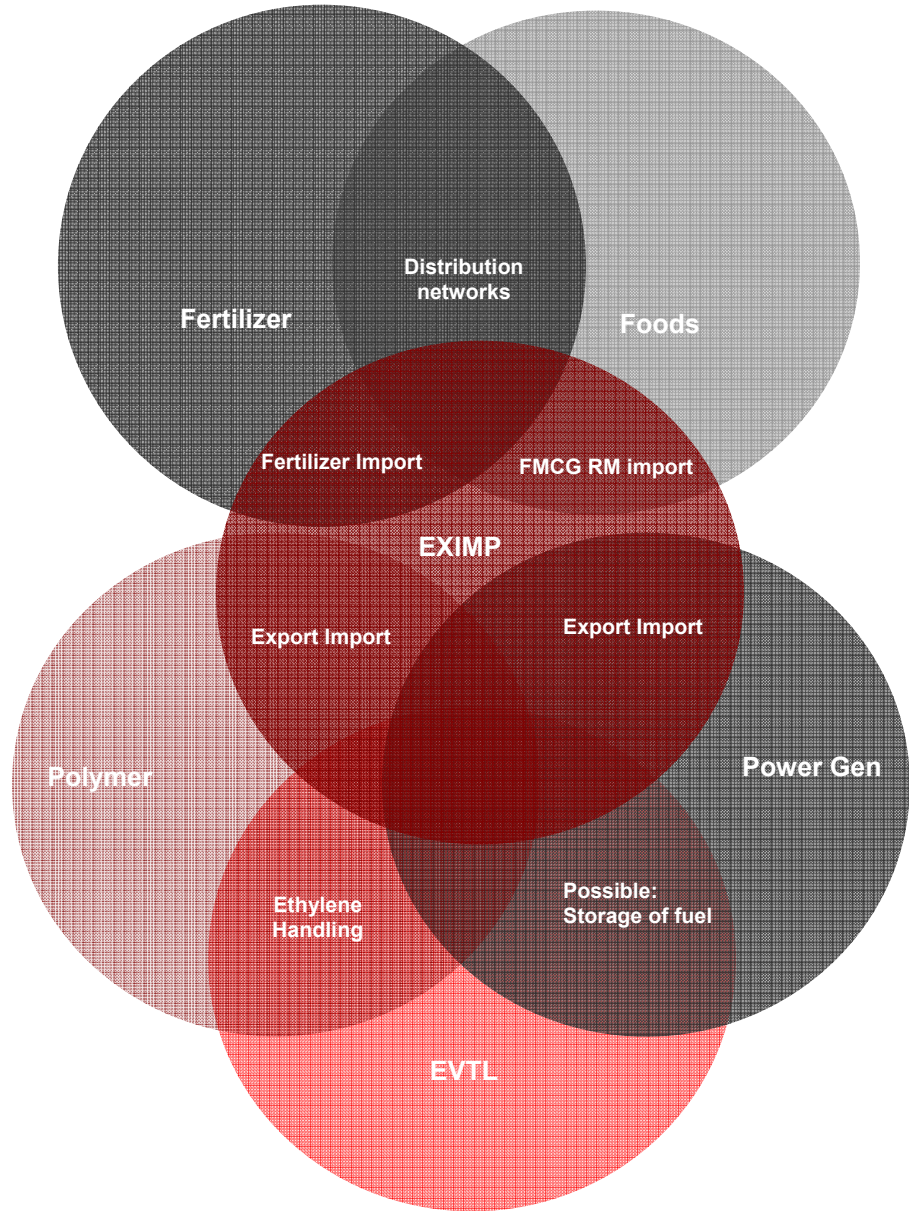 Distribution
networks
Fertilizer
Foods
Fertilizer Import
FMCG RM import
EXIMP
Export Import
Export Import
Polymer
Power Gen
Ethylene
Handling
Possible:
Storage of fuel
EVTL